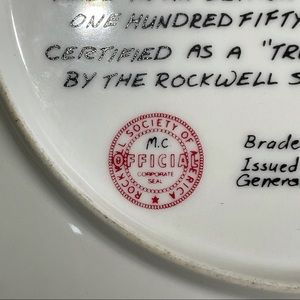 ONE HUNDRED FIFTY
CERTIFIED AS A "TR
BY THE ROCKWELL S
ROCKWELL SOCIETY OF AMERICA
M.C
OFFICIAL
CORPORATE
SEAL
Brade
Issued
Genera